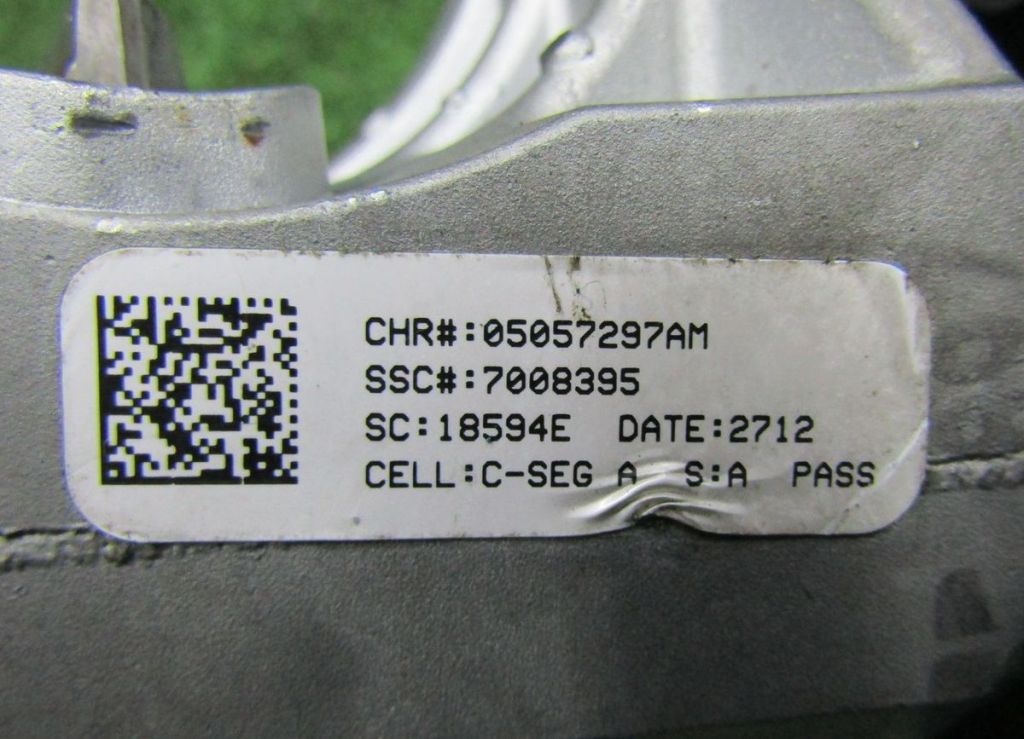 CHR#:05057297AM
SSC#:7008395
SC:18594E DATE:2712
CELL:C-SEG A S:A PASS